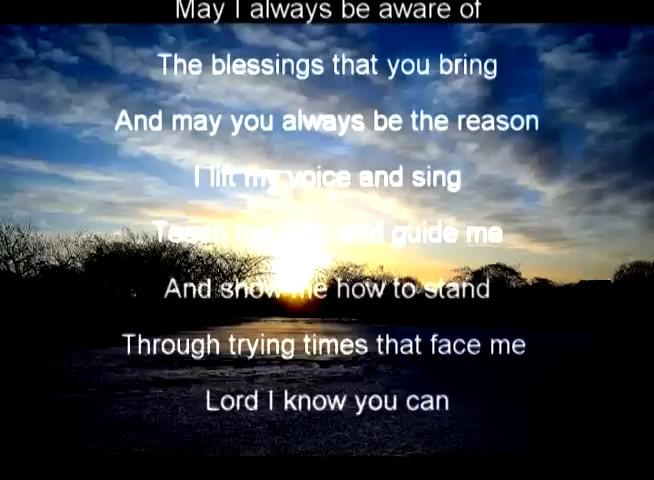 May I always be aware of
The blessings that you bring
And may you always be the reason
I lift my voice and sing
Teach me, and guide me
And show me how to stand
Through trying times that face me
Lord I know you can